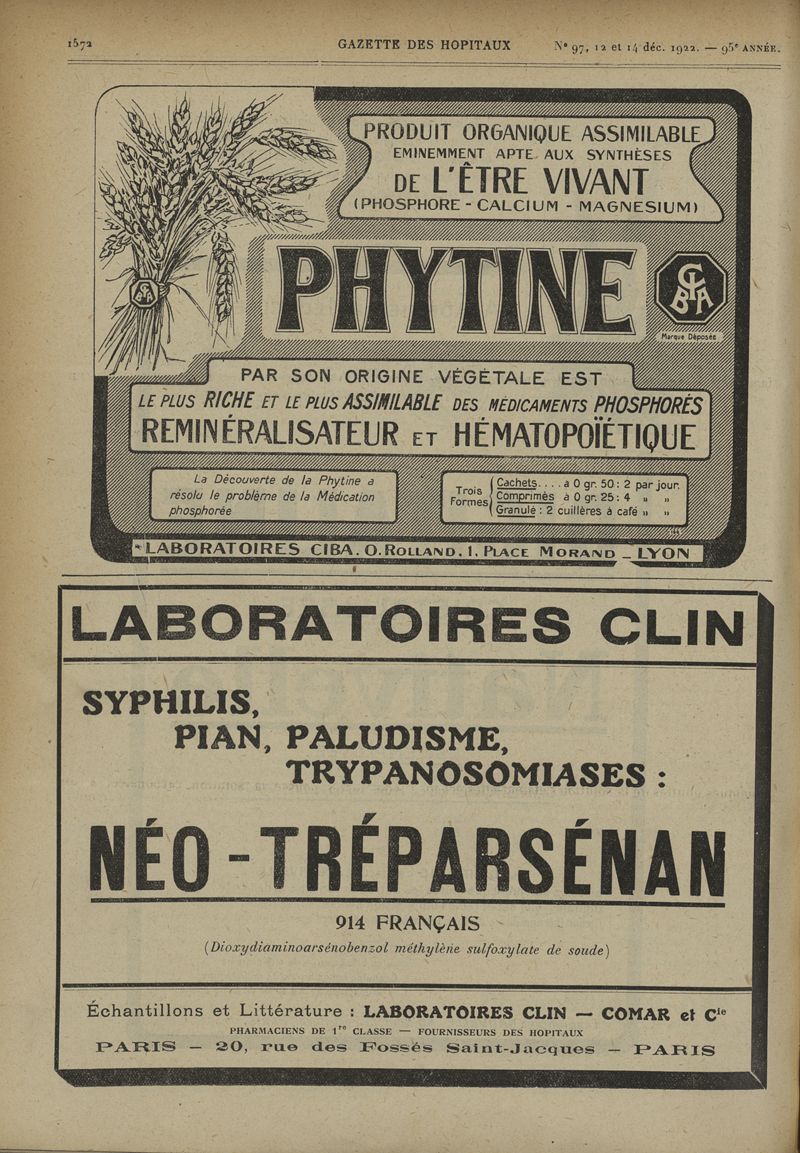 1572
GAZETTE DES HOPITAUX
N° 97, 12 et 14 déc. 1922. — 95e ANNÉE.
PRODUIT ORGANIQUE ASSIMILABLE
EMINEMMENT APTE AUX SYNTHÈSES
DE L'ÊTRE VIVANT
(PHOSPHORE - CALCIUM - MAGNESIUM)
PHYTINE
CIBA
Marque Déposée
PAR SON ORIGINE VÉGÉTALE EST
LE PLUS RICHE ET LE PLUS ASSIMILABLE DES MÉDICAMENTS PHOSPHORÉS
REMINÉRALISATEUR ET HÉMATOPOÏÉTIQUE
La Découverte de la Phytine a
résolu le problème de la Médication
phosphorée
Trois
Formes
Cachets.... à 0 gr. 50 : 2 par jour.
Comprimés à 0 gr. 25 : 4 „ „
Granulé : 2 cuillères à café „ „
LABORATOIRES CIBA. O. ROLLAND. 1. PLACE MORAND _ LYON
LABORATOIRES CLIN
SYPHILIS,
PIAN, PALUDISME,
TRYPANOSOMIASES :
NÉO-TRÉPARSÉNAN
914 FRANÇAIS
(Dioxydiaminoarsénobenzol méthylène sulfoxylate de soude)
Échantillons et Littérature : LABORATOIRES CLIN — COMAR et Cie
PHARMACIENS DE 1re CLASSE — FOURNISSEURS DES HOPITAUX
PARIS — 20, rue des Fossés Saint-Jacques — PARIS